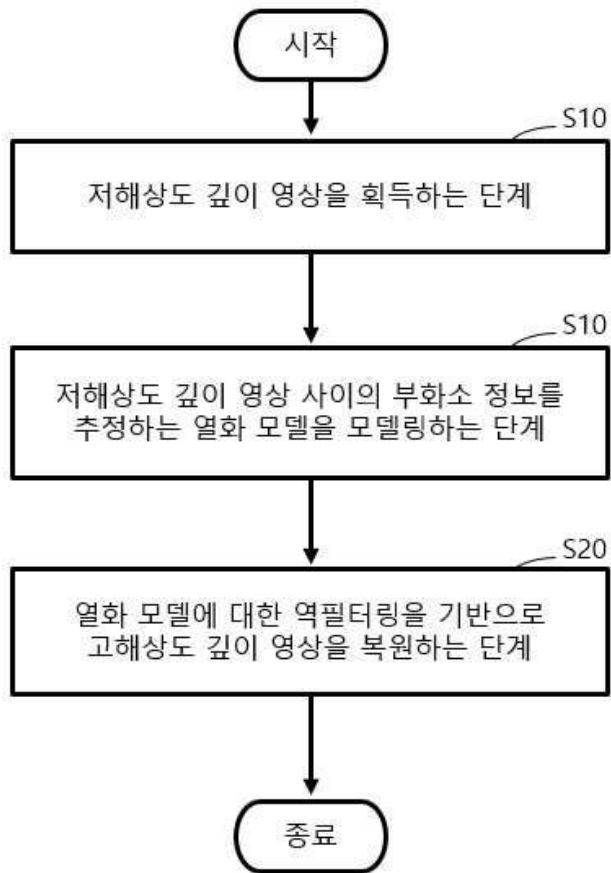 시작
S10
저해상도 깊이 영상을 획득하는 단계
S10
저해상도 깊이 영상 사이의 부화소 정보를
추정하는 열화 모델을 모델링하는 단계
S20
열화 모델에 대한 역필터링을 기반으로
고해상도 깊이 영상을 복원하는 단계
종료